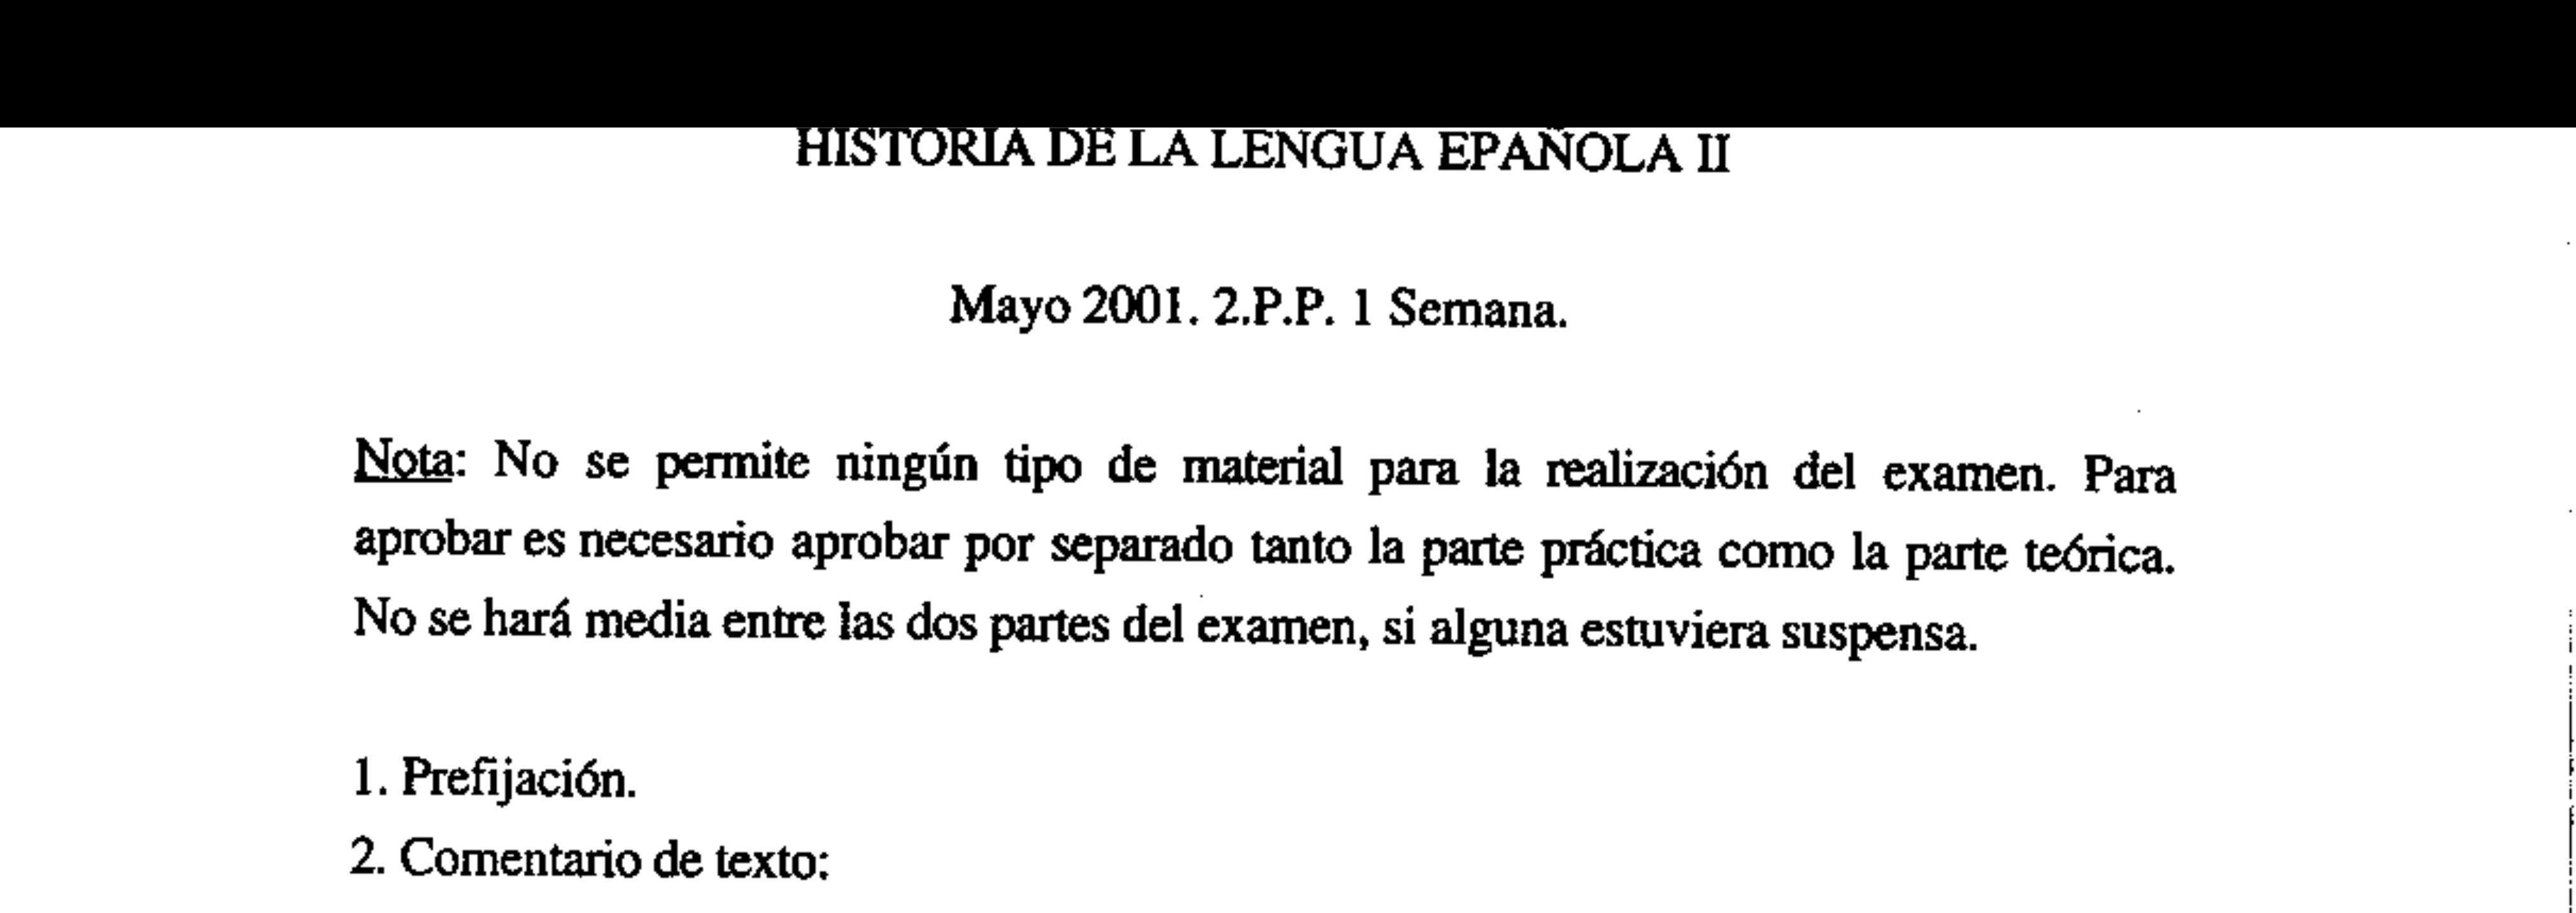 HISTORIA DE LA LENGUA EPAÑOLA II
Mayo 2001. 2.P.P. 1 Semana.
Nota: No se permite ningún tipo de material para la realización del examen. Para
aprobar es necesario aprobar por separado tanto la parte práctica como la parte teórica.
No se hará media entre las dos partes del examen, si alguna estuviera suspensa.
1. Prefijación.
2. Comentario de texto: